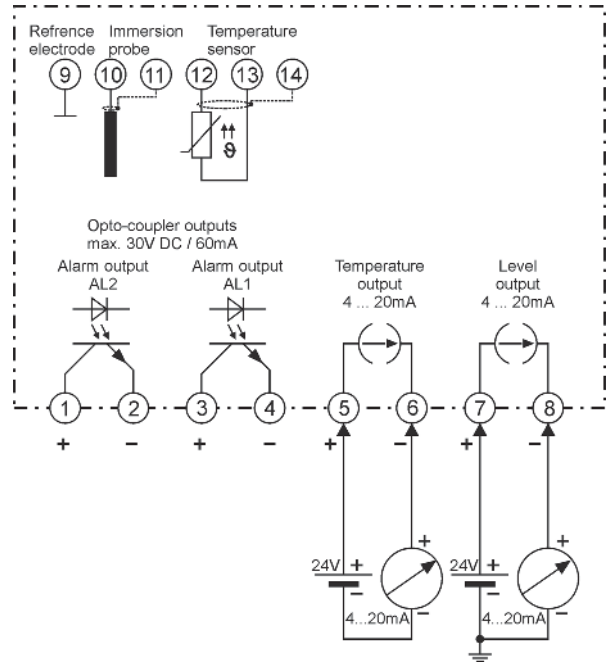 Refrence electrode
Immersion probe
Temperature sensor
9 10 11 12 13 14
ϑ
Opto-coupler outputs
max. 30V DC / 60mA
Alarm output AL2
Alarm output AL1
Temperature output 4 ... 20mA
Level output 4 ... 20mA
1 2 3 4 5 6 7 8
+ − + − + − + −
+ +
24V + 24V +
− − − −
4...20mA 4...20mA